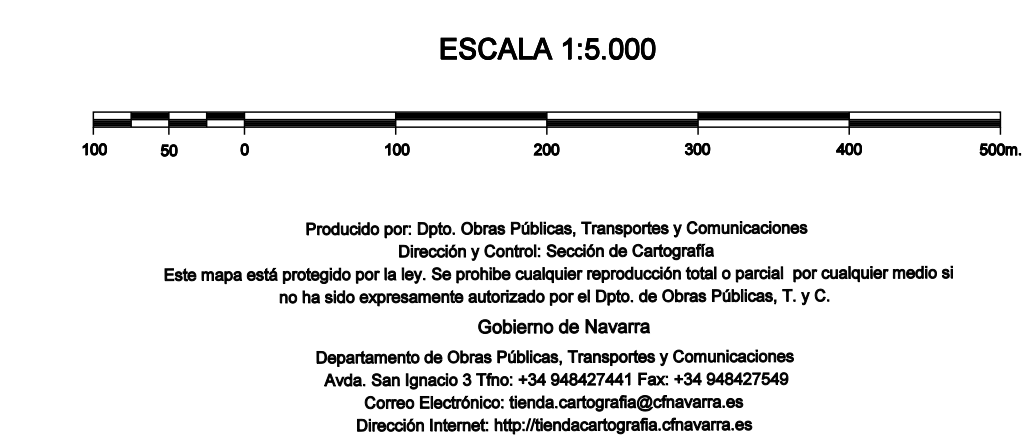 ESCALA 1:5.000
100 50 0 100 200 300 400 500m.
Producido por: Dpto. Obras Públicas, Transportes y Comunicaciones
Dirección y Control: Sección de Cartografía
Este mapa está protegido por la ley. Se prohibe cualquier reproducción total o parcial por cualquier medio si
no ha sido expresamente autorizado por el Dpto. de Obras Públicas, T. y C.
Gobierno de Navarra
Departamento de Obras Públicas, Transportes y Comunicaciones
Avda. San Ignacio 3 Tfno: +34 948427441 Fax: +34 948427549
Correo Electrónico: tienda.cartografia@cfnavarra.es
Dirección Internet: http://tiendacartografia.cfnavarra.es